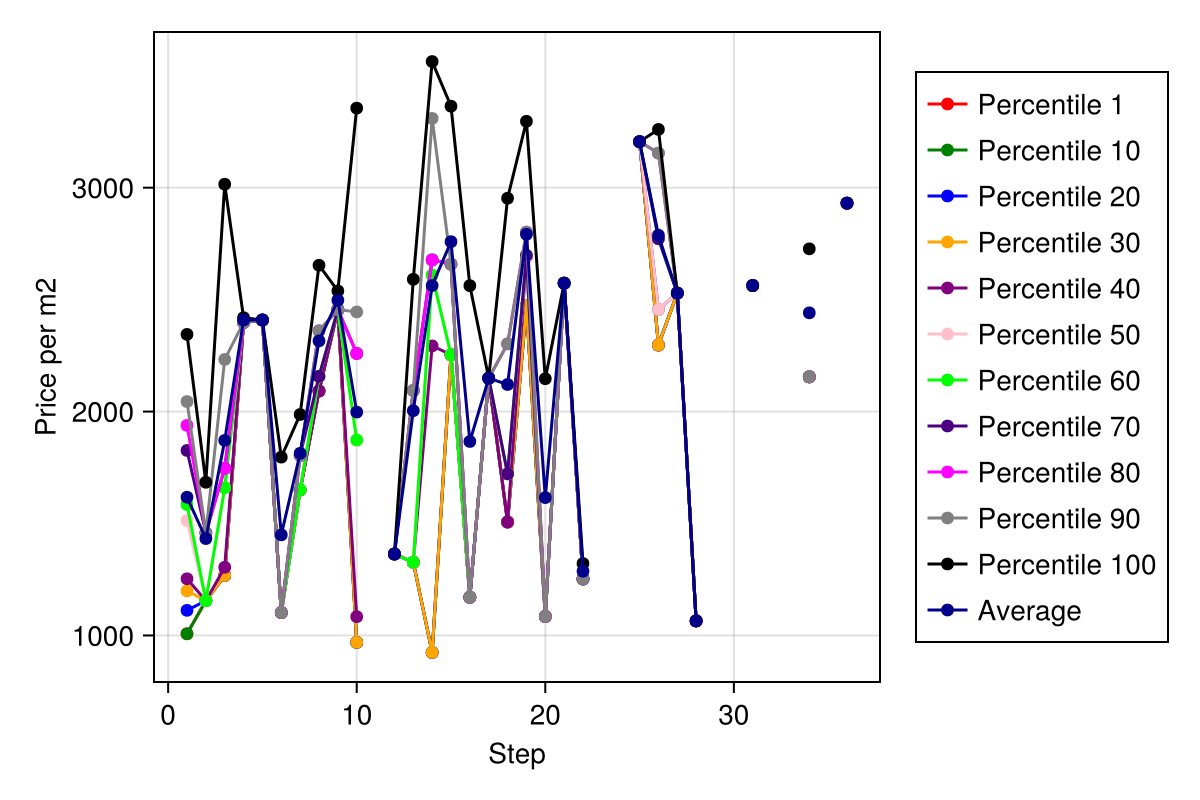 Price per m2
3000
2000
1000
0 10 20 30
Step
Percentile 1
Percentile 10
Percentile 20
Percentile 30
Percentile 40
Percentile 50
Percentile 60
Percentile 70
Percentile 80
Percentile 90
Percentile 100
Average